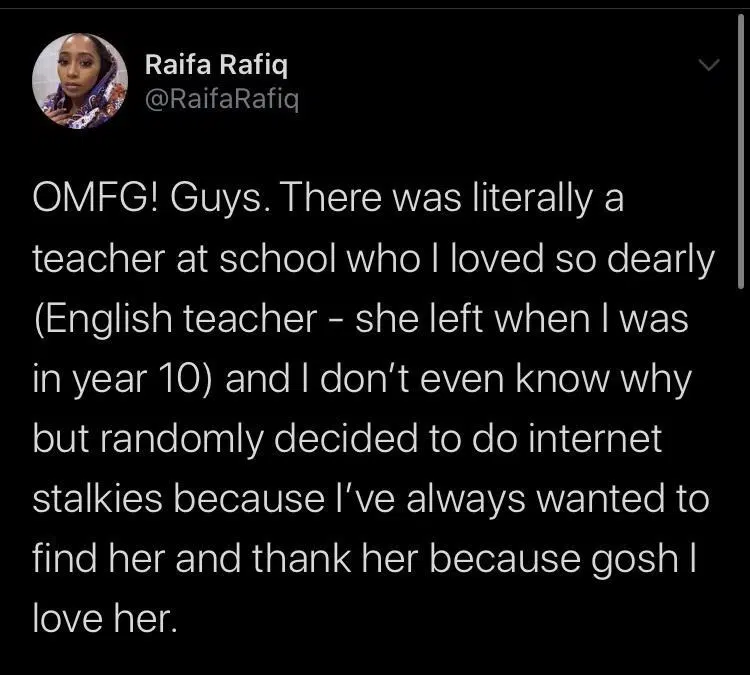 Raifa Rafiq
@RaifaRafiq
OMFG! Guys. There was literally a
teacher at school who I loved so dearly
(English teacher - she left when I was
in year 10) and I don’t even know why
but randomly decided to do internet
stalkies because I’ve always wanted to
find her and thank her because gosh I
love her.